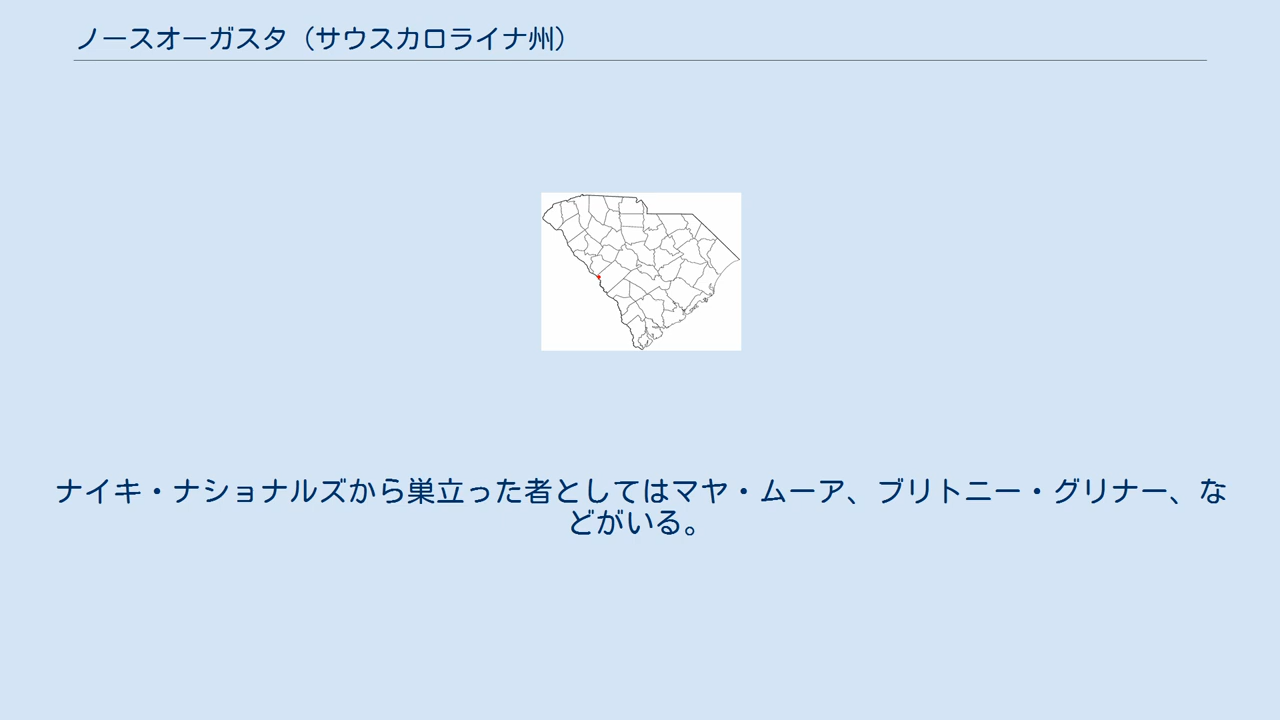 ノースオーガスタ（サウスカロライナ州）
ナイキ・ナショナルズから巣立った者としてはマヤ・ムーア、ブリトニー・グリナー、な
どがいる。